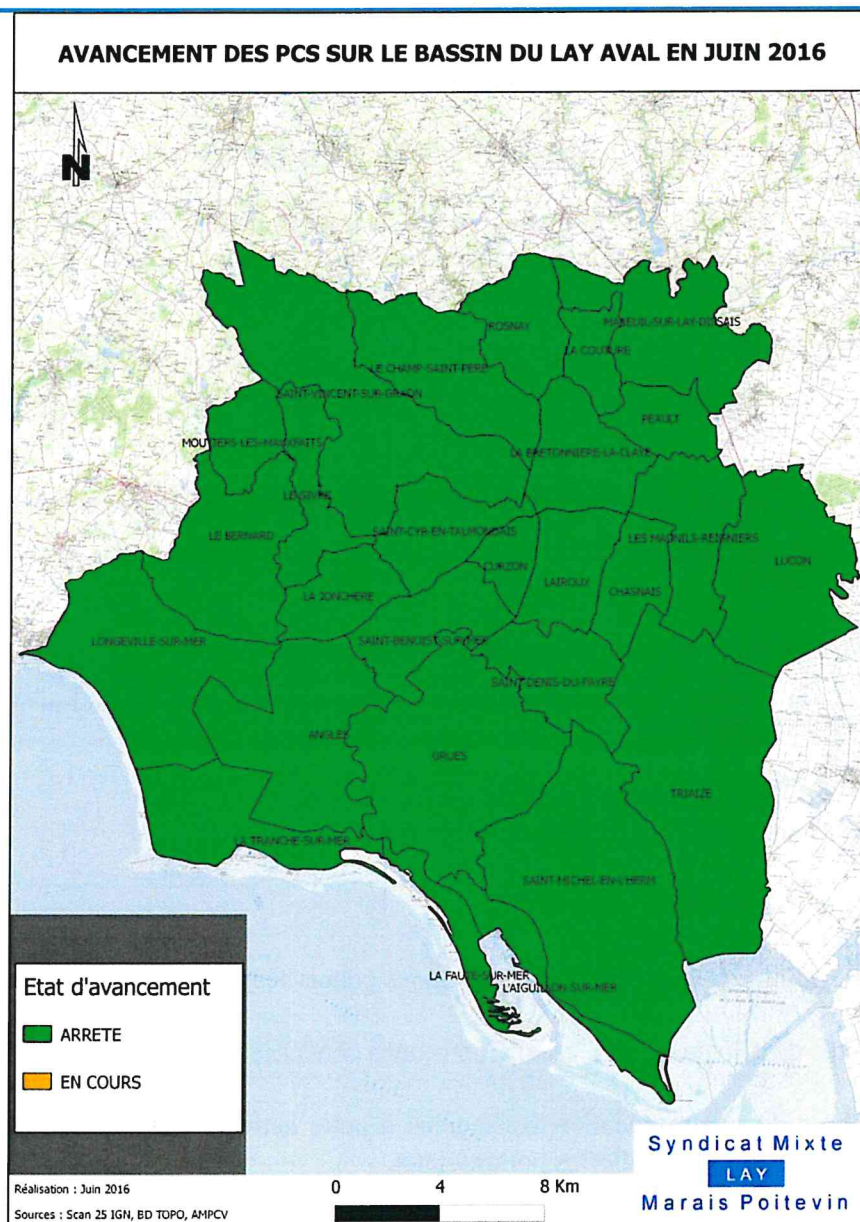 AVANCEMENT DES PCS SUR LE BASSIN DU LAY AVAL EN JUIN 2016
N
ROSNAY
MAREUIL-SUR-LAY-DISSAIS
LA COUTURE
LE CHAMP-SAINT-PERE
SAINT-VINCENT-SUR-GRAON
PEAULT
MOUTIERS-LES-MAUXFAITS
LA BRETONNIERE-LA-CLAYE
LE GIVRE
SAINT-CYR-EN-TALMONDAIS
LE BERNARD
LES MAGNILS-REIGNIERS
LUCON
CURZON
LAIROUX
CHASNAIS
LA JONCHERE
LONGEVILLE-SUR-MER
SAINT-BENOIST-SUR-MER
SAINT-DENIS-DU-PAYRE
ANGLES
GRUES
TRIAIZE
LA TRANCHE-SUR-MER
SAINT-MICHEL-EN-L'HERM
LA FAUTE-SUR-MER
L'AIGUILLON-SUR-MER
Etat d'avancement
ARRETE
EN COURS
Syndicat Mixte
LAY
Marais Poitevin
Réalisation : Juin 2016
0 4 8 Km
Sources : Scan 25 IGN, BD TOPO, AMPCV